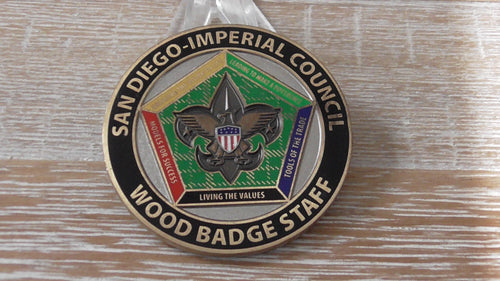 SAN DIEGO-IMPERIAL COUNCIL
LEADING TO MAKE A DIFFERENCE
MODELS FOR SUCCESS
TOOLS OF THE TRADE
LIVING THE VALUES
WOOD BADGE STAFF